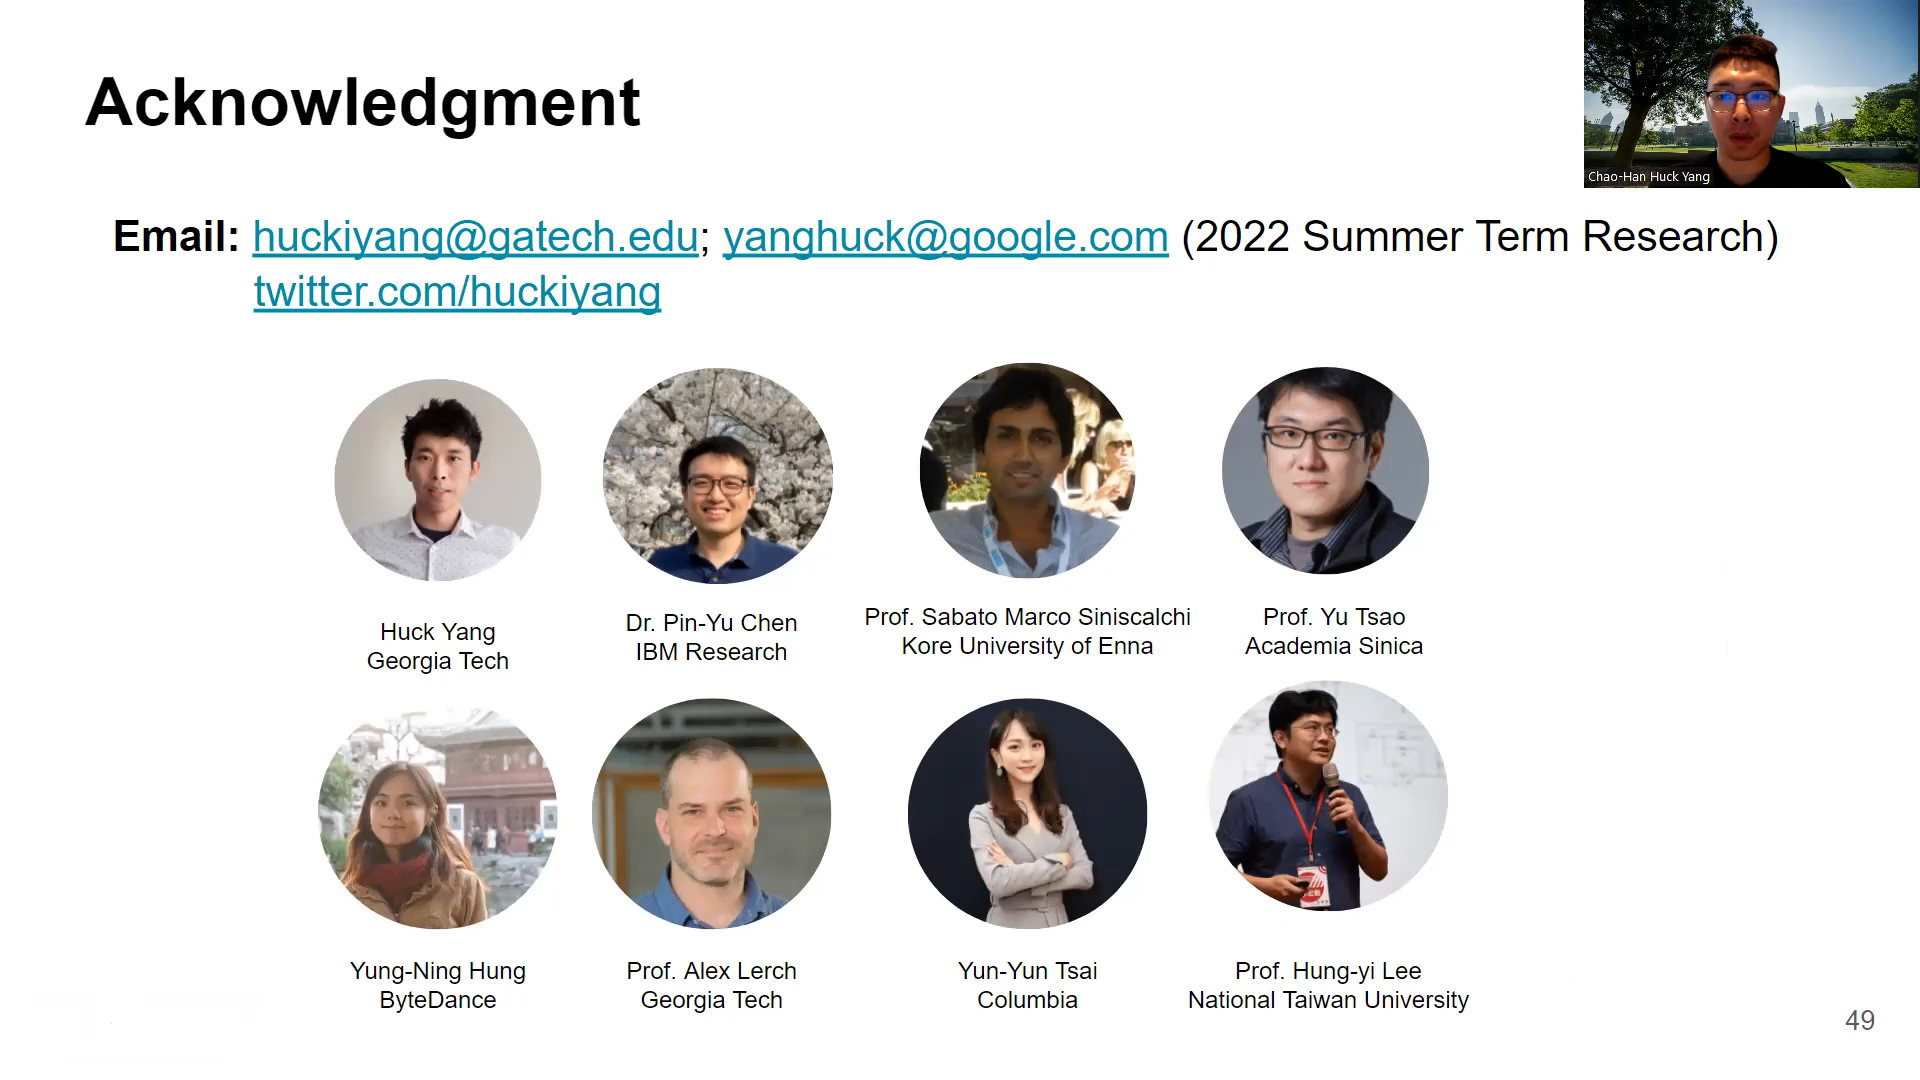 Acknowledgment
Chao-Han Huck Yang
Email: huckiyang@gatech.edu; yanghuck@google.com (2022 Summer Term Research)
twitter.com/huckiyang
Huck Yang
Georgia Tech
Dr. Pin-Yu Chen
IBM Research
Prof. Sabato Marco Siniscalchi
Kore University of Enna
Prof. Yu Tsao
Academia Sinica
Yung-Ning Hung
ByteDance
Prof. Alex Lerch
Georgia Tech
Yun-Yun Tsai
Columbia
Prof. Hung-yi Lee
National Taiwan University
49